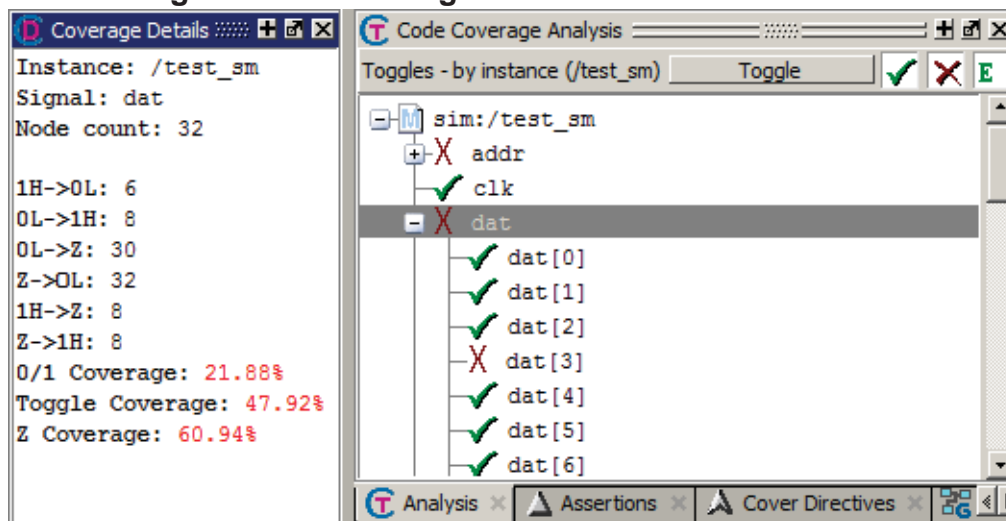 Coverage Details
Instance: /test_sm
Signal: dat
Node count: 32
1H->0L: 6
0L->1H: 8
0L->Z: 30
Z->0L: 32
1H->Z: 8
Z->1H: 8
0/1 Coverage: 21.88%
Toggle Coverage: 47.92%
Z Coverage: 60.94%
Code Coverage Analysis
Toggles - by instance (/test_sm) Toggle E
sim:/test_sm
addr
clk
dat
dat[0]
dat[1]
dat[2]
dat[3]
dat[4]
dat[5]
dat[6]
Analysis Assertions Cover Directives